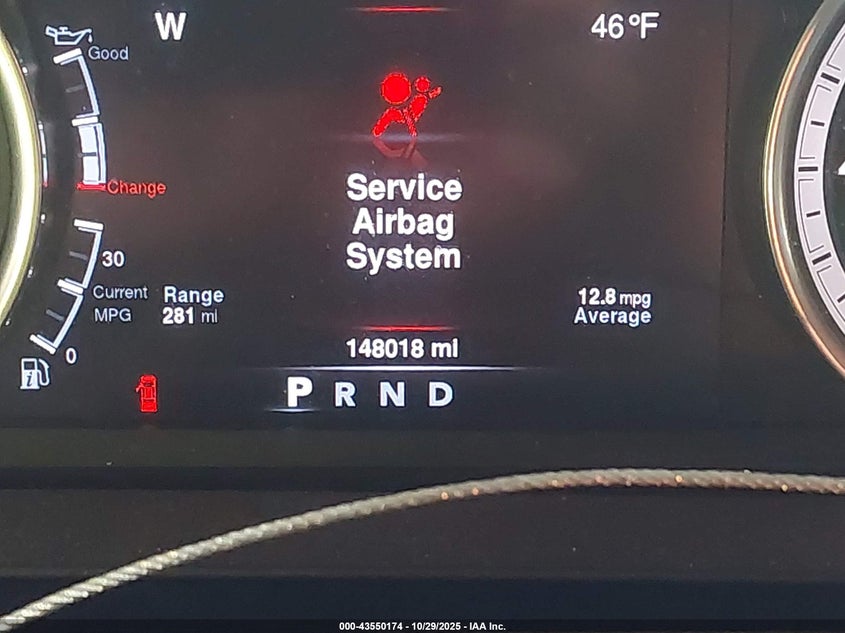 W
46°F
Good
Change
Service
Airbag
System
30
Current
MPG
0
Range
281 mi
12.8 mpg
Average
148018 mi
P R N D
000-43550174 - 10/29/2025 - IAA Inc.